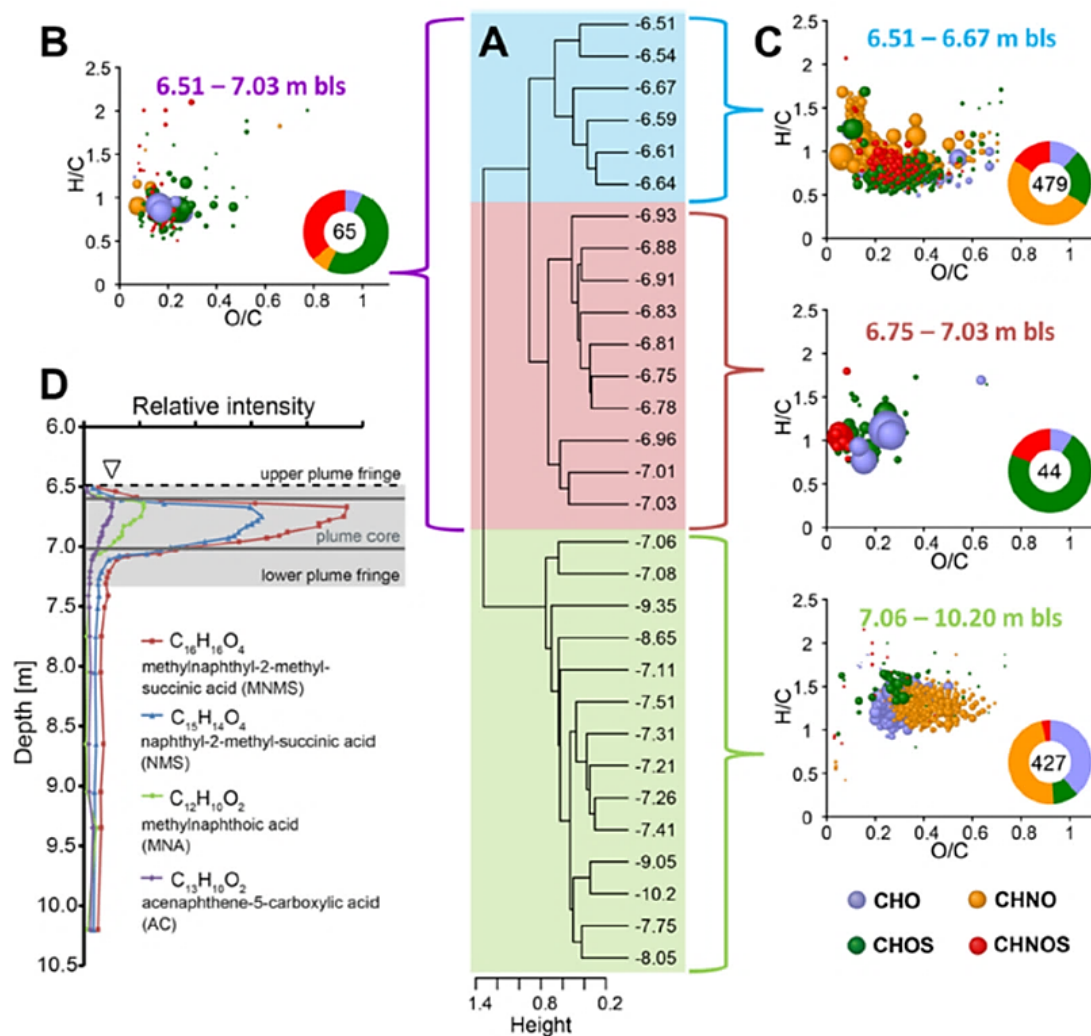 B
6.51 – 7.03 m bls
2.5
2
1.5
1
0.5
0
H/C
0 0.2 0.4 0.6 0.8 1
O/C
65
A
-6.51
-6.54
-6.67
-6.59
-6.61
-6.64
-6.93
-6.88
-6.91
-6.83
-6.81
-6.75
-6.78
-6.96
-7.01
-7.03
-7.06
-7.08
-9.35
-8.65
-7.11
-7.51
-7.31
-7.21
-7.26
-7.41
-9.05
-10.2
-7.75
-8.05
1.4 0.8 0.2
Height
C
6.51 – 6.67 m bls
2.5
2
1.5
1
0.5
0
H/C
0 0.2 0.4 0.6 0.8 1
O/C
479
6.75 – 7.03 m bls
2.5
2
1.5
1
0.5
0
H/C
0 0.2 0.4 0.6 0.8 1
O/C
44
7.06 – 10.20 m bls
2.5
2
1.5
1
0.5
0
H/C
0 0.2 0.4 0.6 0.8 1
O/C
427
CHO CHNO
CHOS CHNOS
D
Relative intensity
6.0
6.5
7.0
7.5
8.0
8.5
9.0
9.5
10.0
10.5
Depth [m]
upper plume fringe
plume core
lower plume fringe
C₁₆H₁₆O₄
methylnaphthyl-2-methyl-
succinic acid (MNMS)
C₁₅H₁₄O₄
naphthyl-2-methyl-succinic acid
(NMS)
C₁₂H₁₀O₂
methylnaphthoic acid
(MNA)
C₁₃H₁₀O₂
acenaphthene-5-carboxylic acid
(AC)